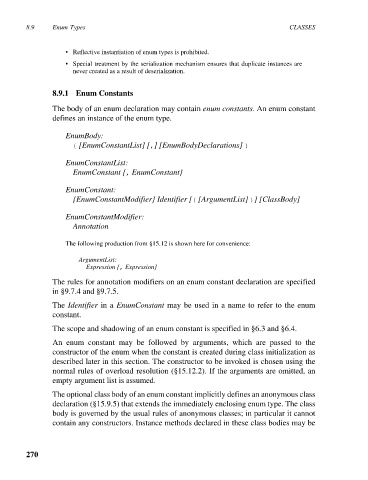 8.9 Enum Types CLASSES
• Reflective instantiation of enum types is prohibited.
• Special treatment by the serialization mechanism ensures that duplicate instances are
never created as a result of deserialization.
8.9.1 Enum Constants
The body of an enum declaration may contain enum constants. An enum constant
defines an instance of the enum type.
EnumBody:
{ [EnumConstantList] [,] [EnumBodyDeclarations] }
EnumConstantList:
EnumConstant {, EnumConstant}
EnumConstant:
{EnumConstantModifier} Identifier [( [ArgumentList] )] [ClassBody]
EnumConstantModifier:
Annotation
The following production from §15.12 is shown here for convenience:
ArgumentList:
Expression {, Expression}
The rules for annotation modifiers on an enum constant declaration are specified
in §9.7.4 and §9.7.5.
The Identifier in a EnumConstant may be used in a name to refer to the enum
constant.
The scope and shadowing of an enum constant is specified in §6.3 and §6.4.
An enum constant may be followed by arguments, which are passed to the
constructor of the enum when the constant is created during class initialization as
described later in this section. The constructor to be invoked is chosen using the
normal rules of overload resolution (§15.12.2). If the arguments are omitted, an
empty argument list is assumed.
The optional class body of an enum constant implicitly defines an anonymous class
declaration (§15.9.5) that extends the immediately enclosing enum type. The class
body is governed by the usual rules of anonymous classes; in particular it cannot
contain any constructors. Instance methods declared in these class bodies may be
270